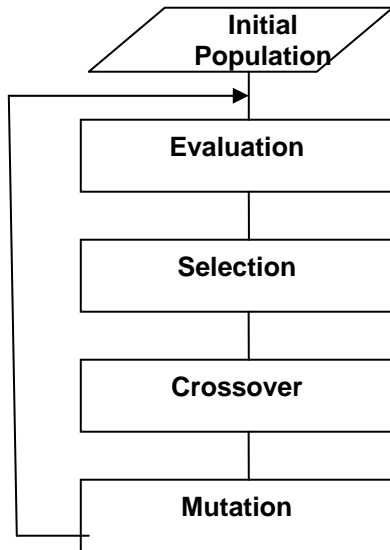 Initial
Population
Evaluation
Selection
Crossover
Mutation